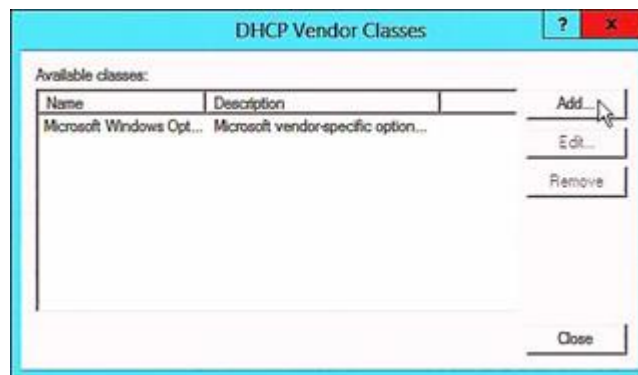 DHCP Vendor Classes
? x
Available classes:
Name Description
Microsoft Windows Opt... Microsoft vendor-specific option...
Add...
Edit...
Remove
Close